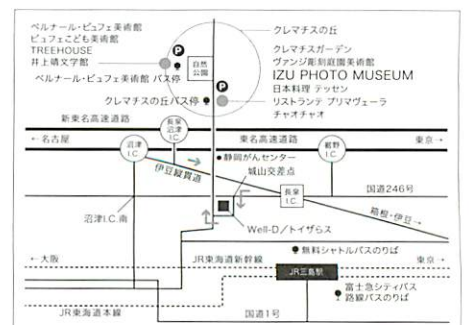 ベルナール・ビュフェ美術館
ビュフェこども美術館
TREEHOUSE
井上靖文学館
ベルナール・ビュフェ美術館 バス停
P
自然
公園
クレマチスの丘
クレマチスガーデン
ヴァンジ彫刻庭園美術館
IZU PHOTO MUSEUM
日本料理 テッセン
リストランテ プリマヴェーラ
チャオチャオ
P
クレマチスの丘バス停
新東名高速道路
長泉
沼津
I.C.
←名古屋
東名高速道路
東京→
沼津
I.C.
裾野
I.C.
静岡がんセンター
伊豆縦貫道
城山交差点
長泉
I.C.
国道246号
沼津I.C.南
箱根・伊豆→
Well-D／トイザらス
無料シャトルバスのりば
←大阪
JR東海道新幹線
東京→
JR三島駅
富士急シティバス
路線バスのりば
JR東海道本線
国道1号